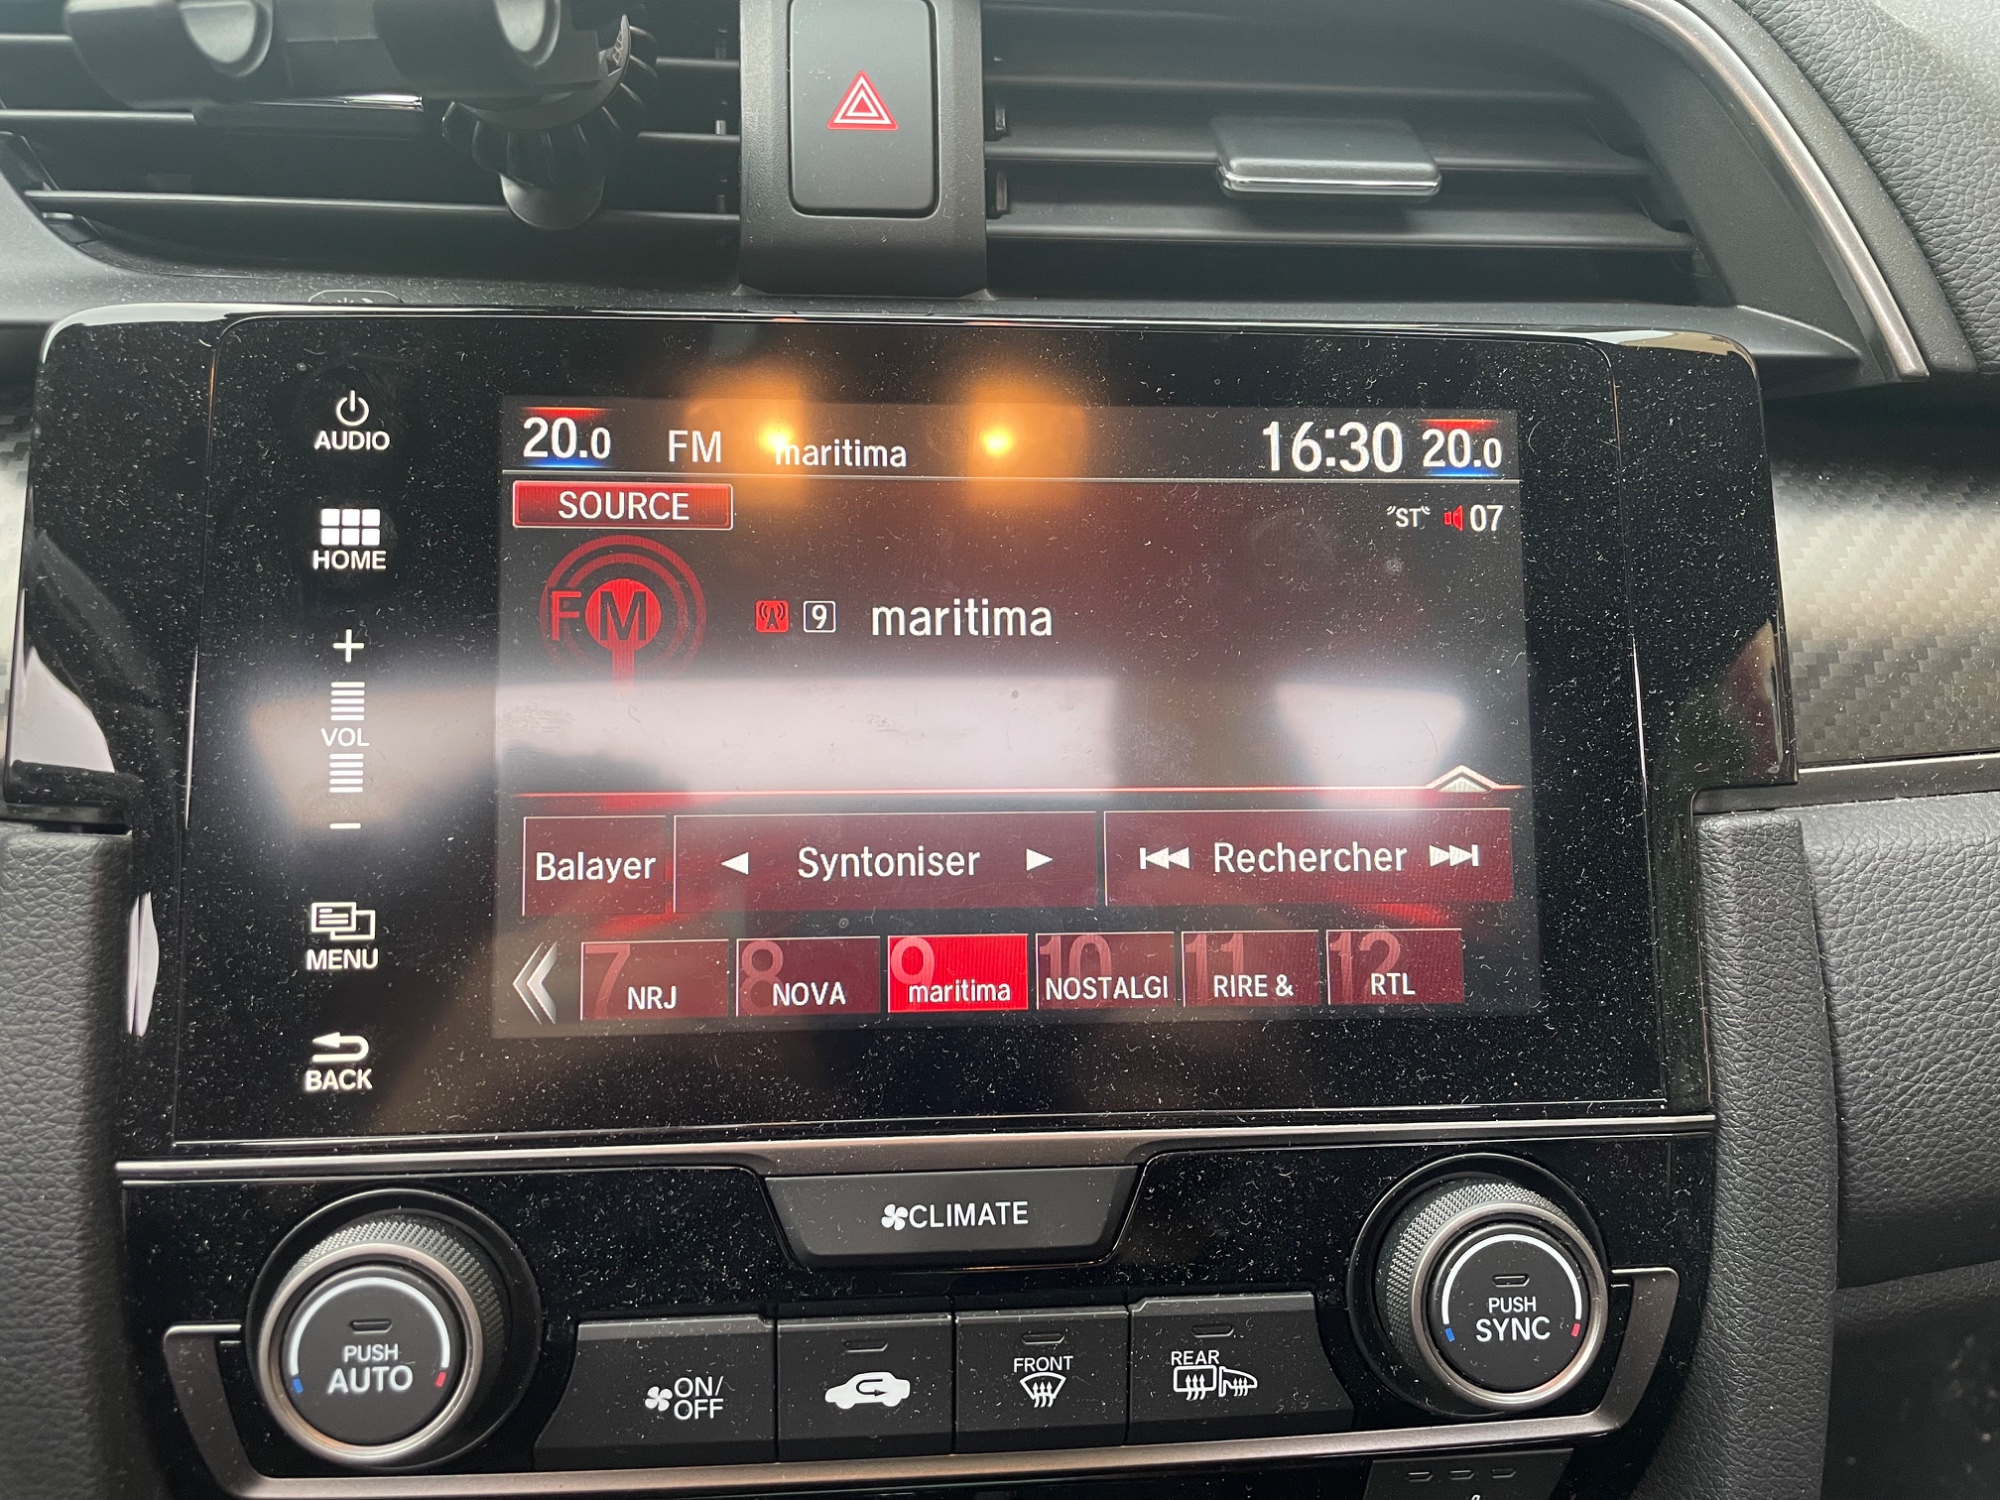 AUDIO
HOME
+
VOL
−
MENU
BACK
20.0 FM maritima 16:30 20.0
SOURCE
"ST" 07
FM
9 maritima
Balayer
Syntoniser
Rechercher
7 NRJ
8 NOVA
9 maritima
10 NOSTALGI
11 RIRE &
12 RTL
CLIMATE
PUSH
AUTO
ON/
OFF
FRONT
REAR
PUSH
SYNC